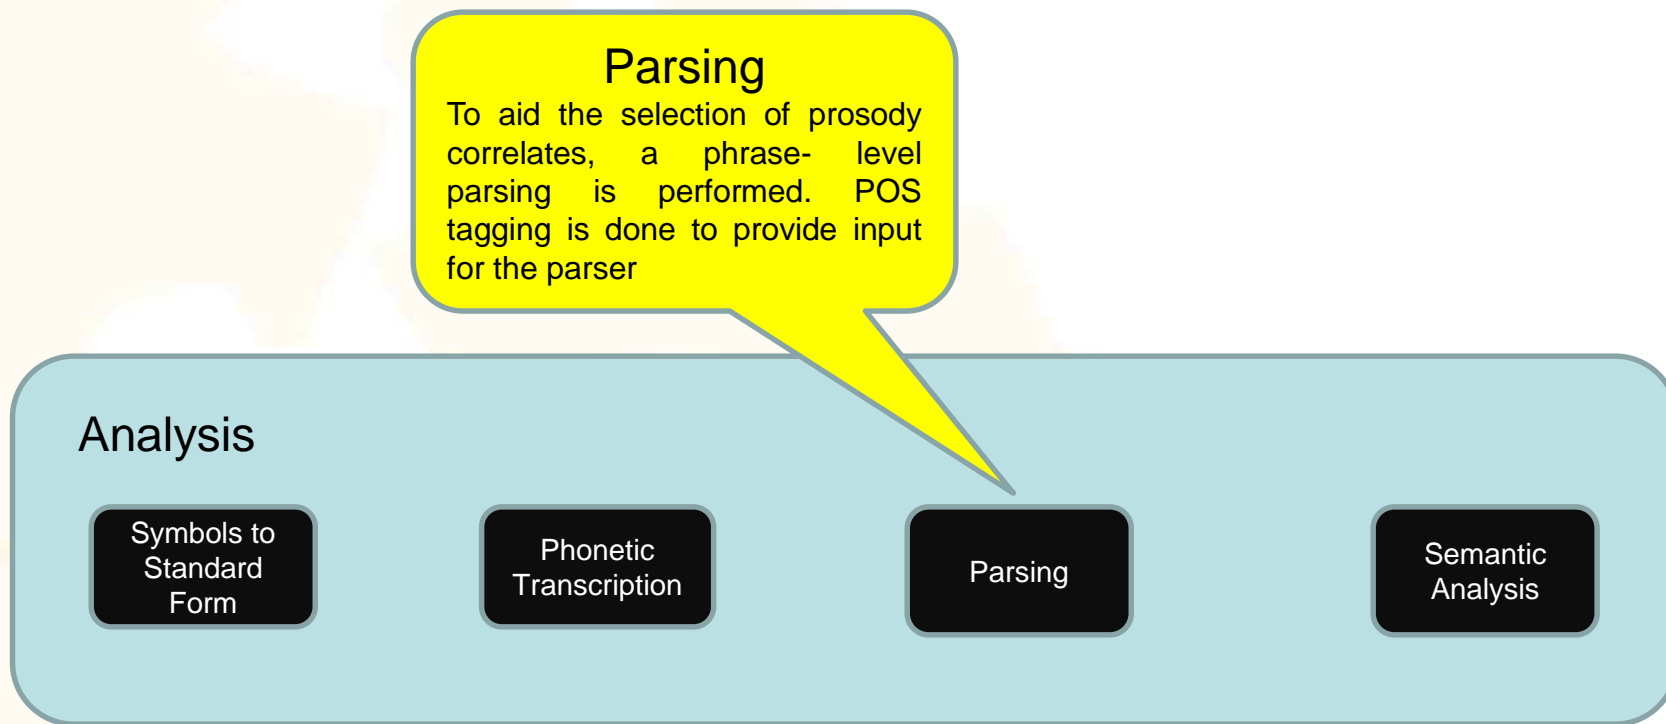 Parsing
To aid the selection of prosody
correlates, a phrase- level
parsing is performed. POS
tagging is done to provide input
for the parser
Analysis
Symbols to
Standard
Form
Phonetic
Transcription
Parsing
Semantic
Analysis